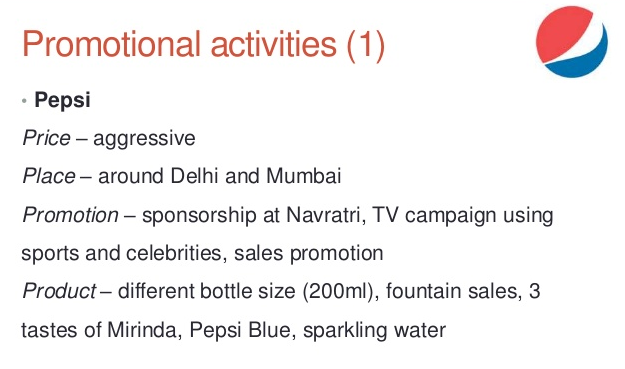 Promotional activities (1)
• Pepsi
Price – aggressive
Place – around Delhi and Mumbai
Promotion – sponsorship at Navratri, TV campaign using
sports and celebrities, sales promotion
Product – different bottle size (200ml), fountain sales, 3
tastes of Mirinda, Pepsi Blue, sparkling water